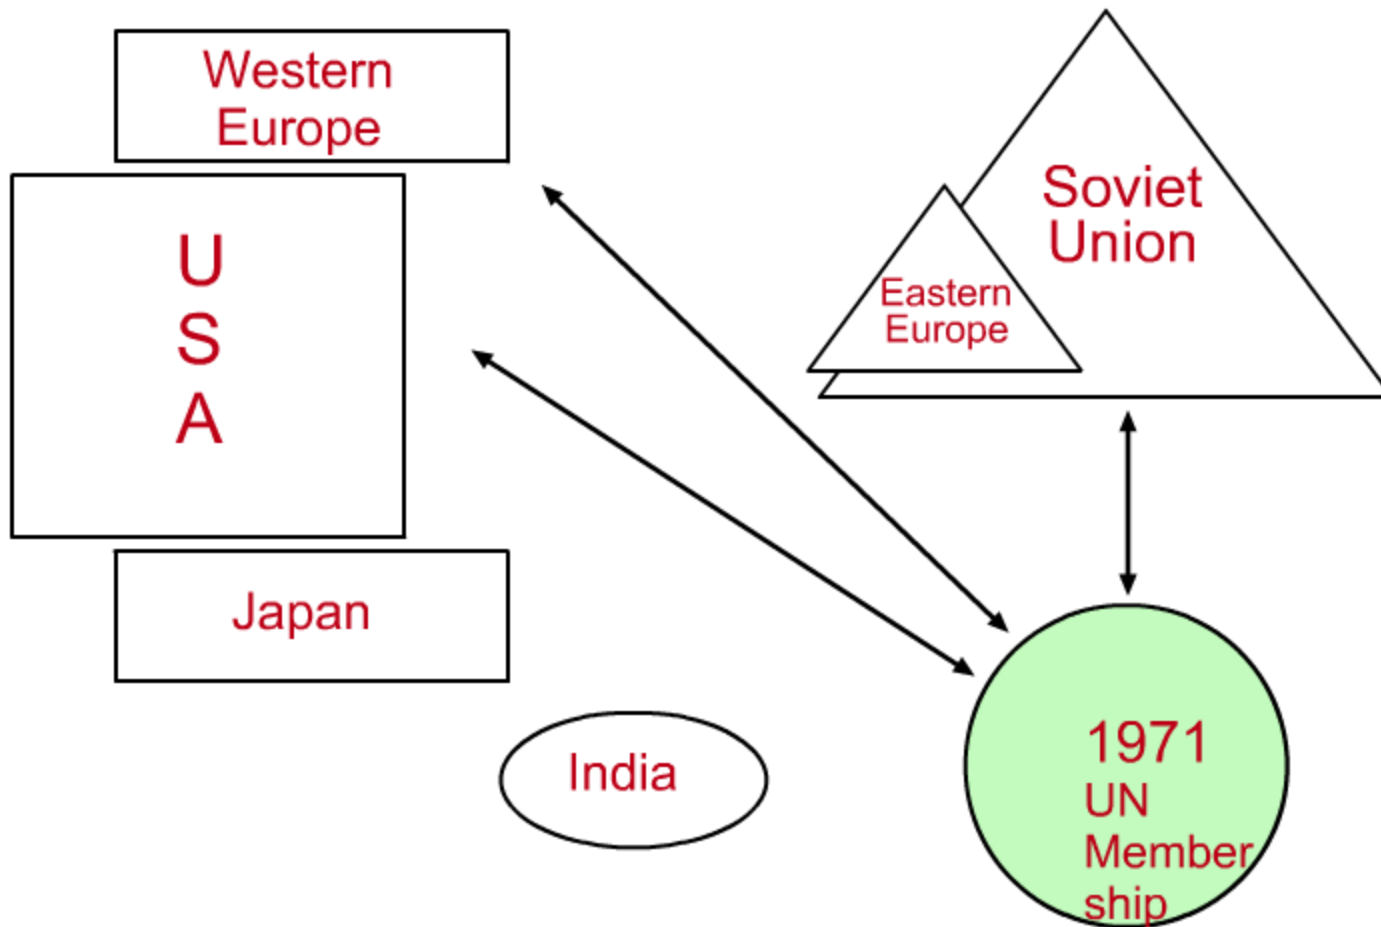 Western
Europe
U
S
A
Japan
Soviet
Union
Eastern
Europe
India
1971
UN
Member
ship